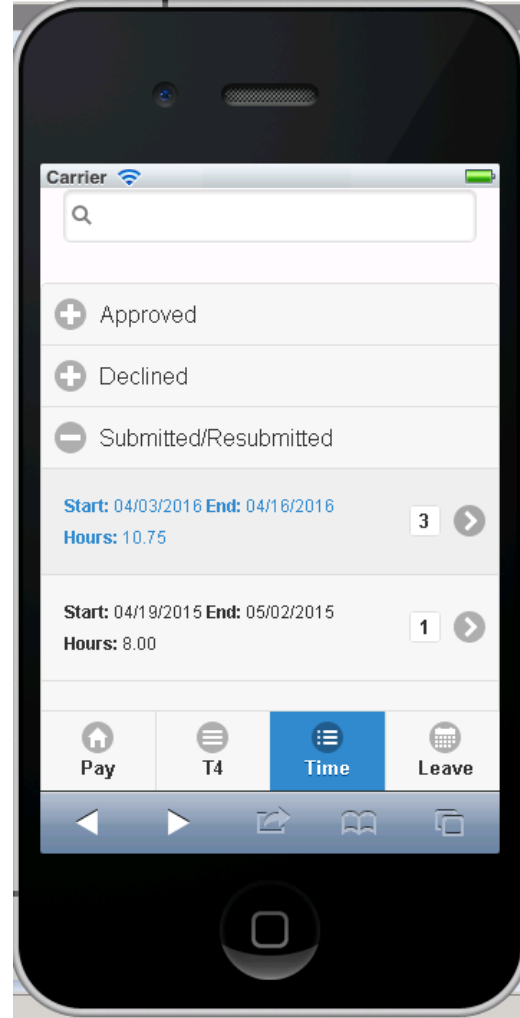 Carrier
Approved
Declined
Submitted/Resubmitted
Start: 04/03/2016 End: 04/16/2016
Hours: 10.75
3
Start: 04/19/2015 End: 05/02/2015
Hours: 8.00
1
Pay T4 Time Leave